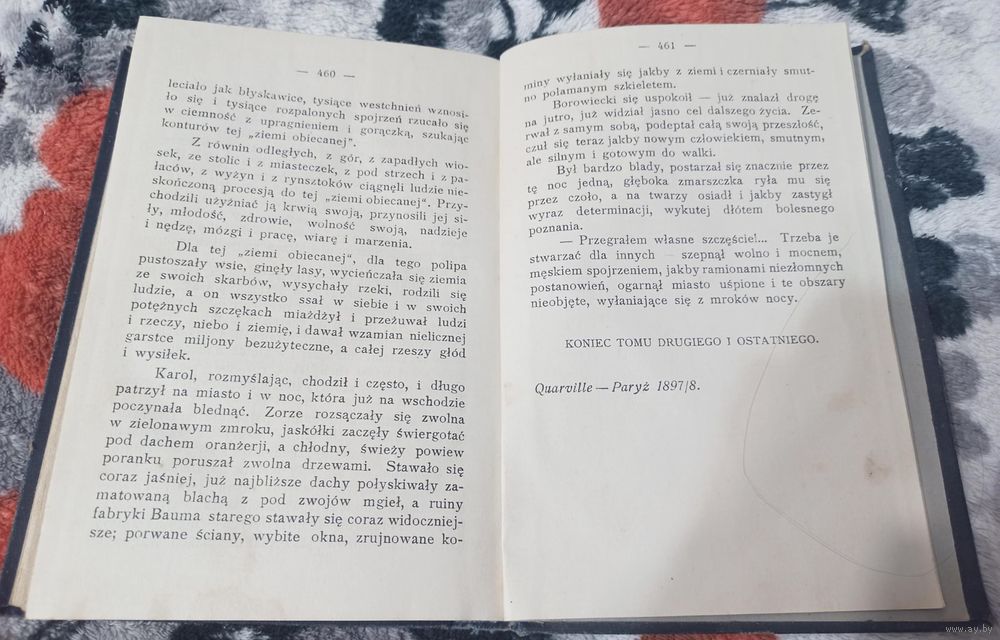 — 460 —
leciało jak błyskawice, tysiące westchnień wznosi-
ło się i tysiące rozpalonych spojrzeń rzucało się
w ciemność z upragnieniem i gorączką, szukając
konturów tej „ziemi obiecanej".
Z równin odległych, z gór, z zapadłych wio-
sek, ze stolic i z miasteczek, z pod strzech i z pa-
łaców, z wyżyn i z rynsztoków ciągnęli ludzie nie-
skończoną procesją do tej „ziemi obiecanej". Przy-
chodzili użyźniać ją krwią swoją, przynosili jej si-
ły, młodość, zdrowie, wolność swoją, nadzieje
i nędzę, mózgi i pracę, wiarę i marzenia.
Dla tej „ziemi obiecanej", dla tego polipa
pustoszały wsie, ginęły lasy, wycieńczała się ziemia
ze swoich skarbów, wysychały rzeki, rodzili się
ludzie, a on wszystko ssał w siebie i w swoich
potężnych szczękach miażdżył i przeżuwał ludzi
i rzeczy, niebo i ziemię, i dawał wzamian nielicznej
garstce miljony bezużyteczne, a całej rzeszy głód
i wysiłek.
Karol, rozmyślając, chodził i często, i długo
patrzył na miasto i w noc, która już na wschodzie
poczynała blednąć. Zorze rozsączały się zwolna
w zielonawym zmroku, jaskółki zaczęły świergotać
pod dachem oranżerji, a chłodny, świeży powiew
poranku poruszał zwolna drzewami. Stawało się
coraz jaśniej, już najbliższe dachy połyskiwały za-
matowaną blachą z pod zwojów mgieł, a ruiny
fabryki Bauma starego stawały się coraz widoczniej-
sze; porwane ściany, wybite okna, zrujnowane ko-
— 461 —
miny wyłaniały się jakby z ziemi i czerniały smut-
no połamanym szkieletem.
Borowiecki się uspokoił — już znalazł drogę
na jutro, już widział jasno cel dalszego życia. Ze-
rwał z samym sobą, podeptał całą swoją przeszłość,
czuł się teraz jakby nowym człowiekiem, smutnym,
ale silnym i gotowym do walki.
Był bardzo blady, postarzał się znacznie przez
tę noc jedną, głęboka zmarszczka ryła mu się
przez czoło, a na twarzy osiadł i jakby zastygł
wyraz determinacji, wykutej dłótem bolesnego
poznania.
— Przegrałem własne szczęście!... Trzeba je
stwarzać dla innych — szepnął wolno i mocnem,
męskiem spojrzeniem, jakby ramionami niezłomnych
postanowień, ogarnął miasto uśpione i te obszary
nieobjęte, wyłaniające się z mroków nocy.
KONIEC TOMU DRUGIEGO I OSTATNIEGO.
Quarville — Paryż 1897/8.
www.ay.by